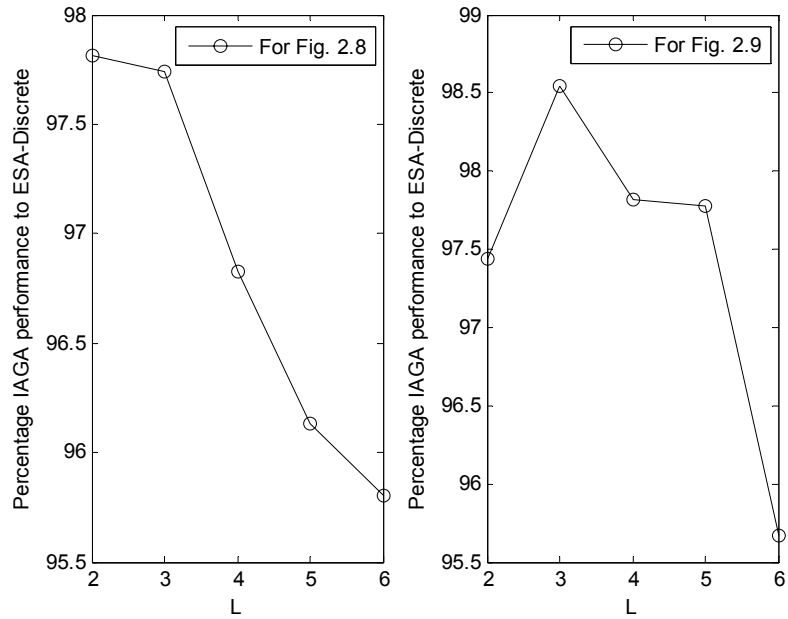 Percentage IAGA performance to ESA-Discrete
98
97.5
97
96.5
96
95.5
2 3 4 5 6
L
For Fig. 2.8
Percentage IAGA performance to ESA-Discrete
99
98.5
98
97.5
97
96.5
96
95.5
2 3 4 5 6
L
For Fig. 2.9